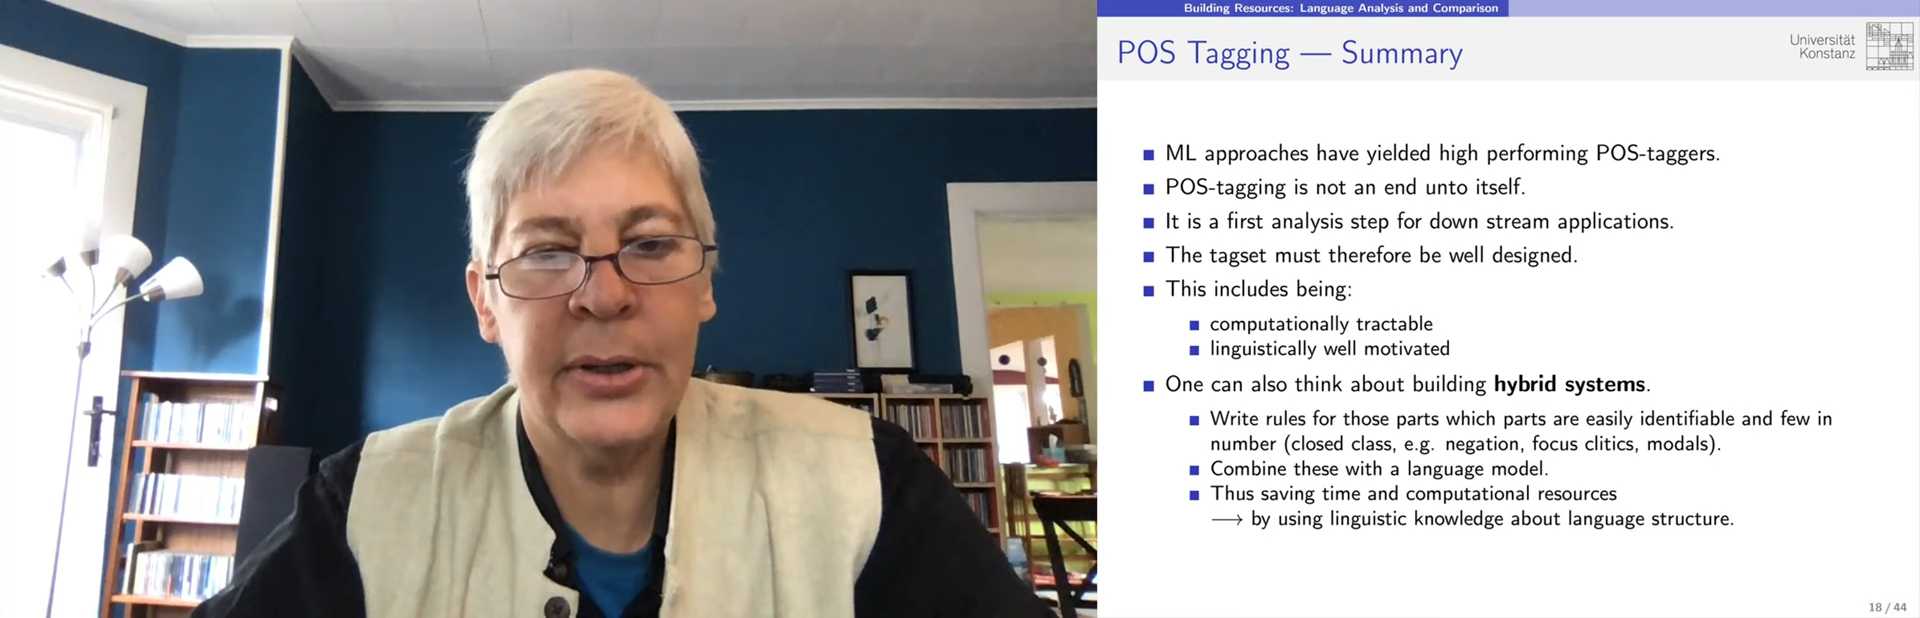 Building Resources: Language Analysis and Comparison
POS Tagging — Summary
Universität
Konstanz
ML approaches have yielded high performing POS-taggers.
POS-tagging is not an end unto itself.
It is a first analysis step for down stream applications.
The tagset must therefore be well designed.
This includes being:
computationally tractable
linguistically well motivated
One can also think about building hybrid systems.
Write rules for those parts which parts are easily identifiable and few in
number (closed class, e.g. negation, focus clitics, modals).
Combine these with a language model.
Thus saving time and computational resources
⟶ by using linguistic knowledge about language structure.
18 / 44